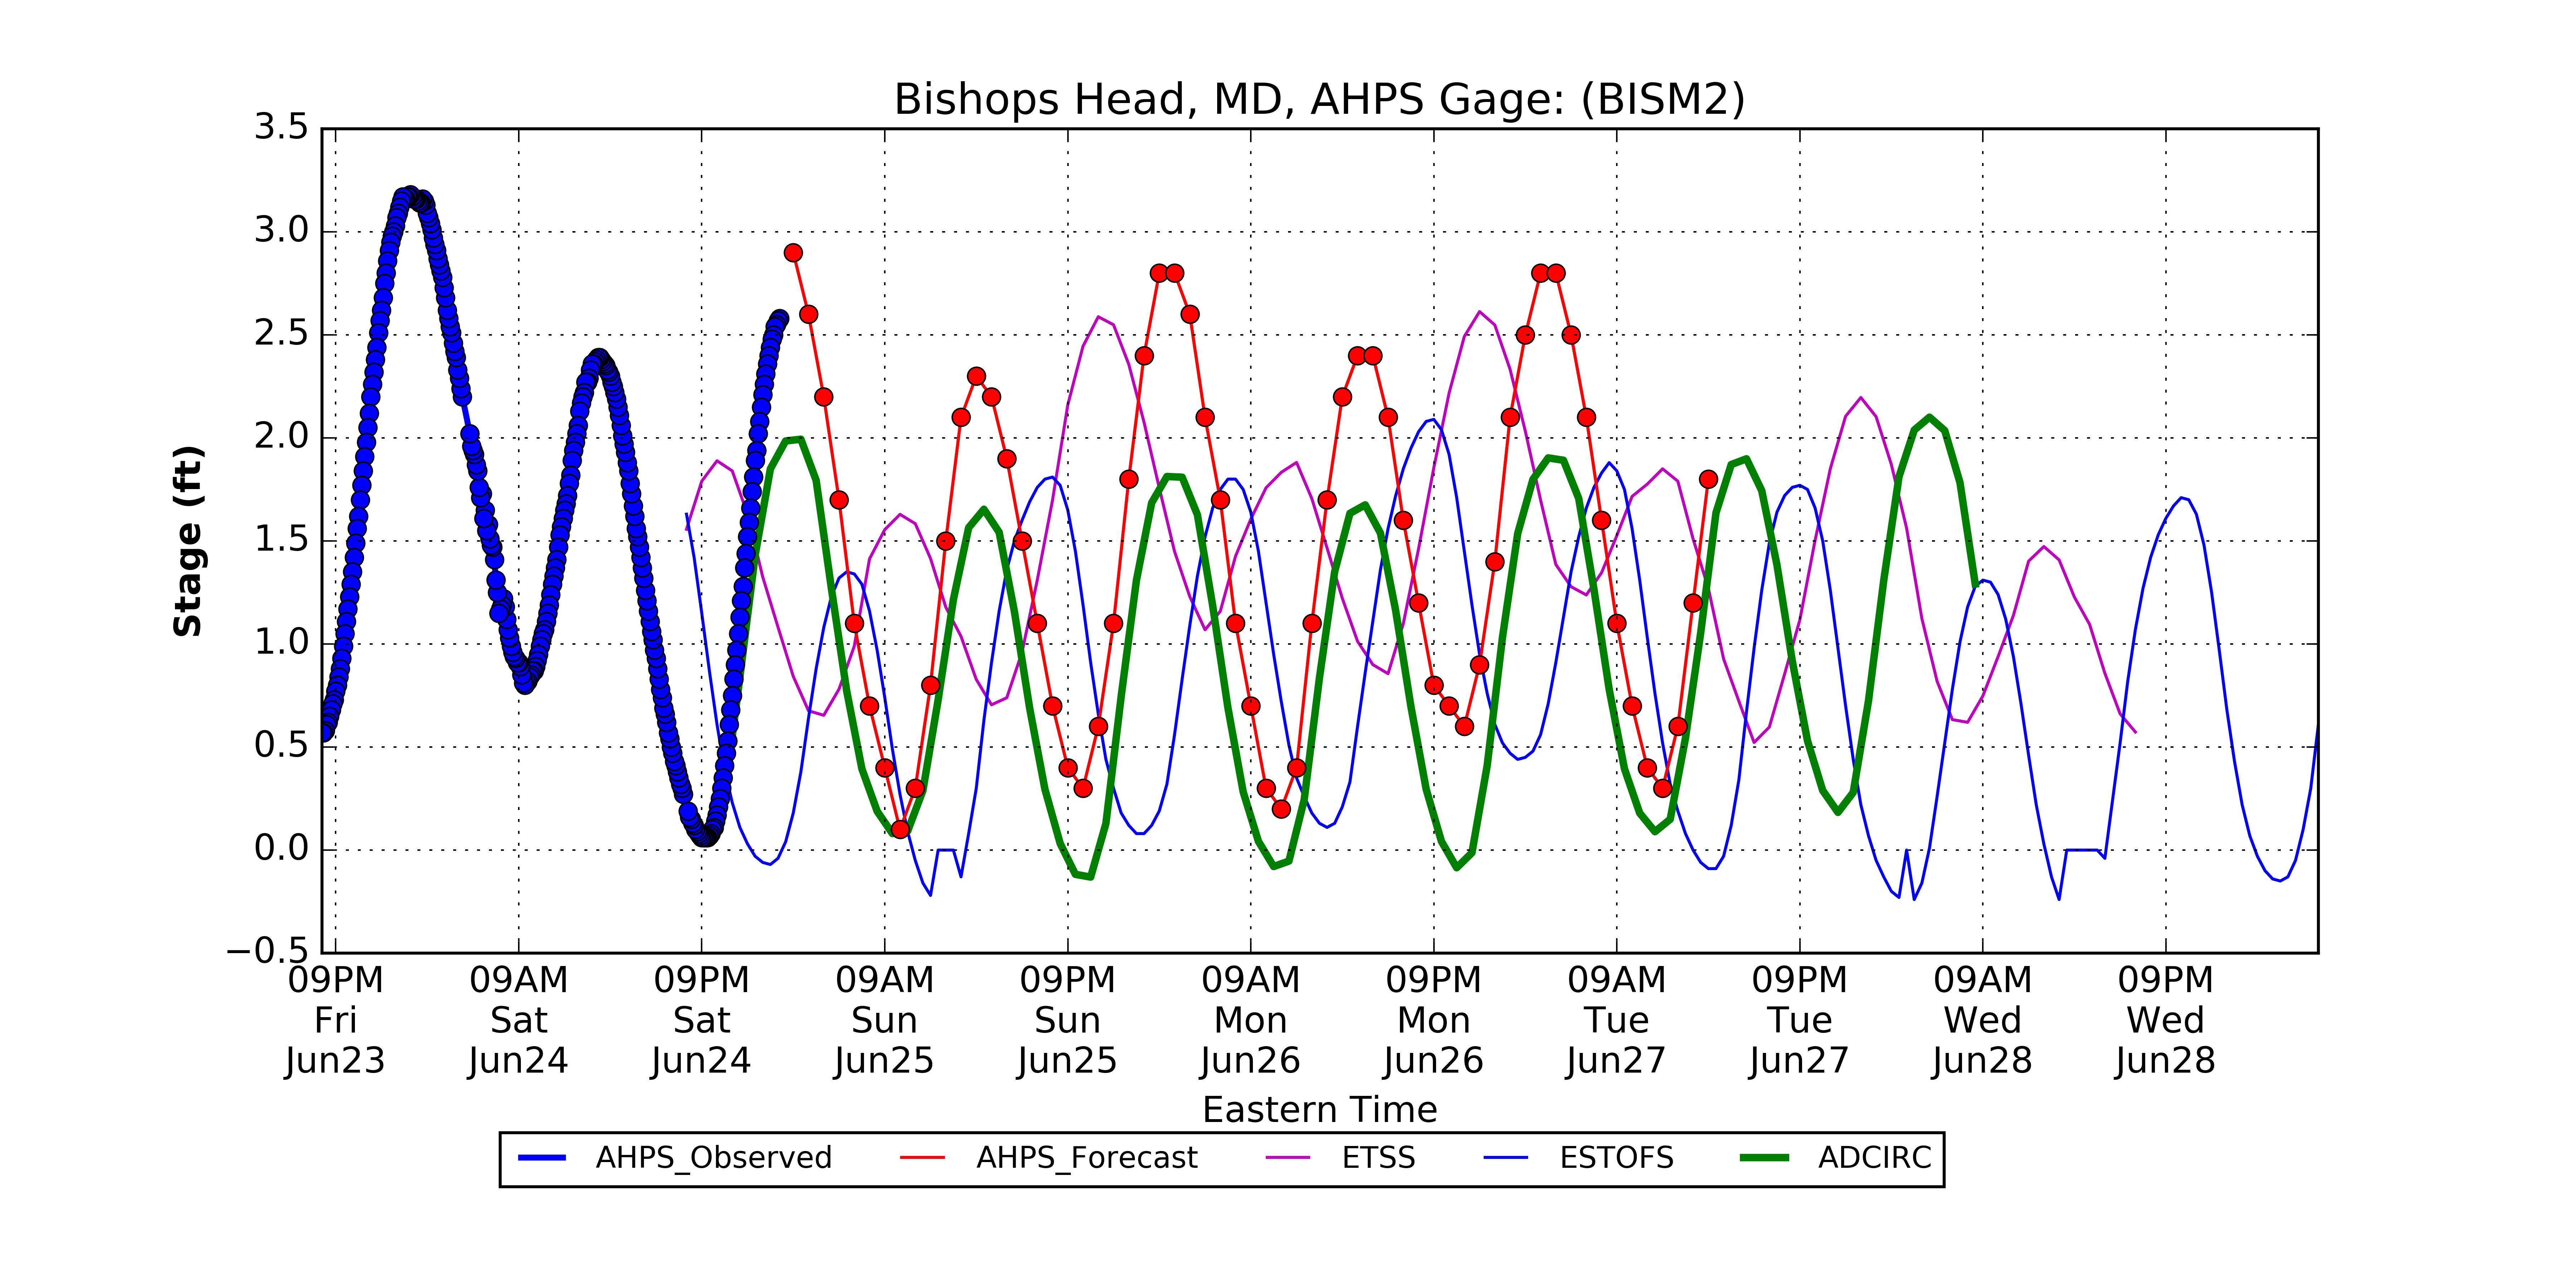 Bishops Head, MD, AHPS Gage: (BISM2)
Stage (ft)
3.5
3.0
2.5
2.0
1.5
1.0
0.5
0.0
−0.5
09PM 09AM 09PM 09AM 09PM 09AM 09PM 09AM 09PM 09AM 09PM
Fri Sat Sat Sun Sun Mon Mon Tue Tue Wed Wed
Jun23 Jun24 Jun24 Jun25 Jun25 Jun26 Jun26 Jun27 Jun27 Jun28 Jun28
Eastern Time
AHPS_Observed AHPS_Forecast ETSS ESTOFS ADCIRC